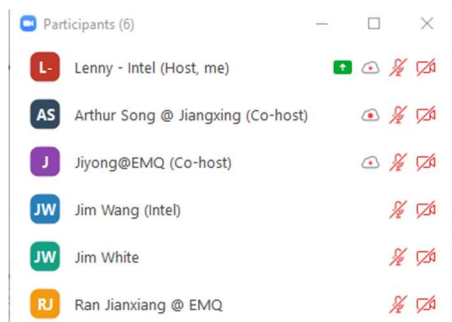 Participants (6)
L- Lenny - Intel (Host, me)
AS Arthur Song @ Jiangxing (Co-host)
J Jiyong@EMQ (Co-host)
JW Jim Wang (Intel)
JW Jim White
RJ Ran Jianxiang @ EMQ